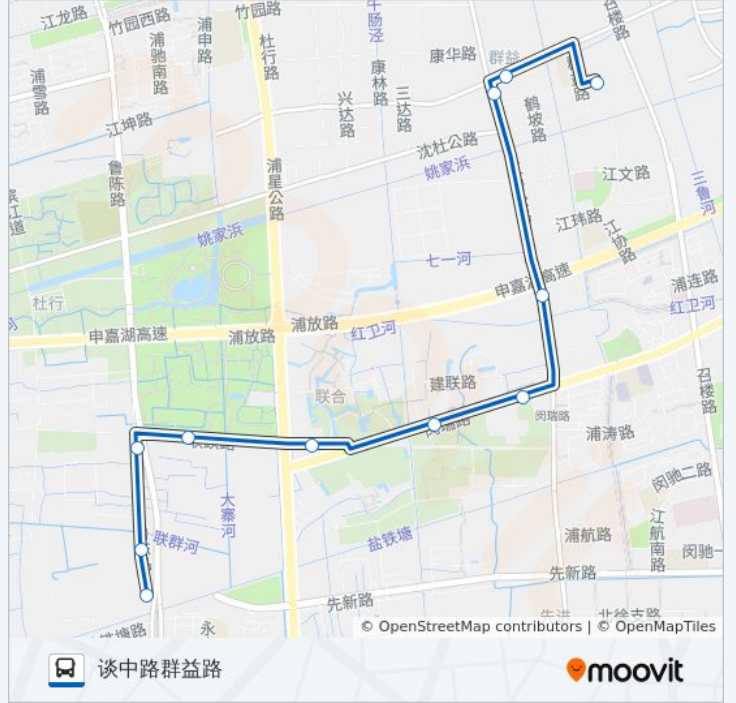 江龙路
竹园西路
竹园路
牛肠泾
召楼路
浦申路
浦驰南路
杜行路
浦雪路
康华路
群益
康林路
三达路
兴达路
鹤坡路
江坤路
沈杜公路
姚家浜
鲁陈路
浦星公路
江文路
三鲁河
江玮路
江协路
姚家浜
七一河
申嘉湖高速
浦连路
红卫河
杜行
申嘉湖高速
浦放路
浦放路
红卫河
建联路
联合
召楼路
闵瑞路
浦涛路
闵驰二路
大寨河
联群河
盐铁塘
浦航路
江航南路
闵驰一
先新路
先新路
永
北徐支路
© OpenStreetMap contributors | © OpenMapTiles
谈中路群益路
moovit